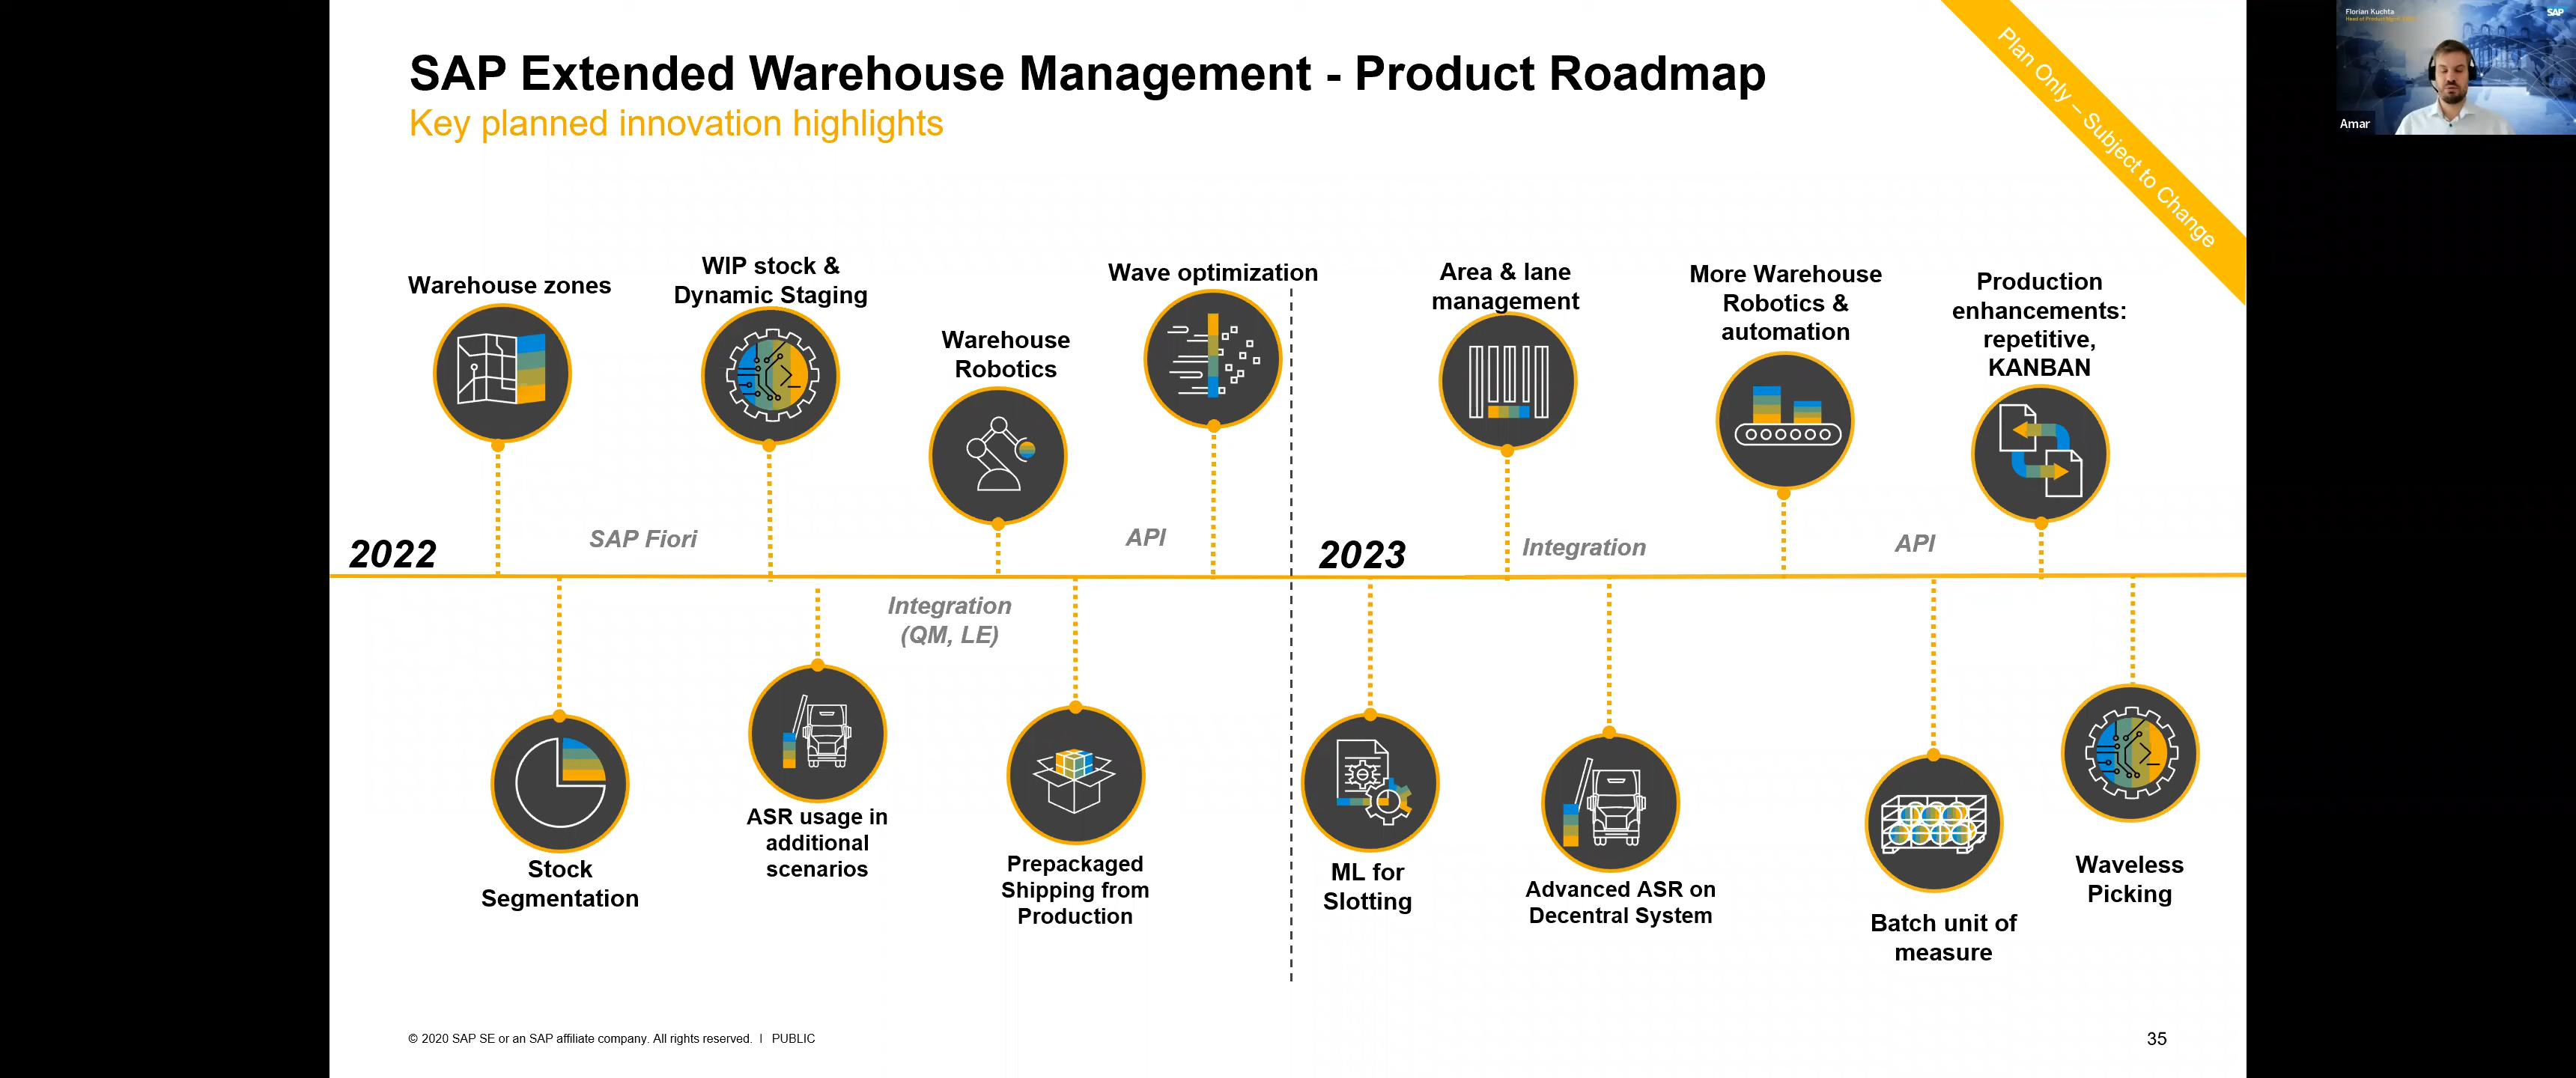 SAP Extended Warehouse Management - Product Roadmap
Key planned innovation highlights
Plan Only – Subject to Change
Florian Kuchta
SAP
Amar
Warehouse zones
WIP stock &
Dynamic Staging
Warehouse
Robotics
Wave optimization
Area & lane
management
More Warehouse
Robotics &
automation
Production
enhancements:
repetitive,
KANBAN
2022
SAP Fiori
API
2023
Integration
API
Integration
(QM, LE)
Stock
Segmentation
ASR usage in
additional
scenarios
Prepackaged
Shipping from
Production
ML for
Slotting
Advanced ASR on
Decentral System
Batch unit of
measure
Waveless
Picking
© 2020 SAP SE or an SAP affiliate company. All rights reserved. I PUBLIC
35